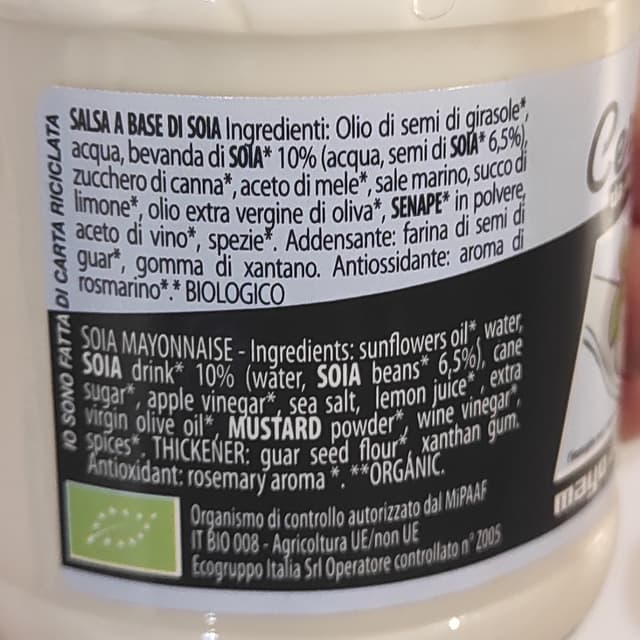 SALSA A BASE DI SOIA Ingredienti: Olio di semi di girasole*,
acqua, bevanda di SOIA* 10% (acqua, semi di SOIA* 6,5%),
zucchero di canna*, aceto di mele*, sale marino, succo di
limone*, olio extra vergine di oliva*, SENAPE* in polvere,
aceto di vino*, spezie*. Addensante: farina di semi di
guar*, gomma di xantano. Antiossidante: aroma di
rosmarino*.* BIOLOGICO
IO SONO FATTA DI CARTA RICICLATA
SOIA MAYONNAISE - Ingredients: sunflowers oil* water,
SOIA drink* 10% (water, SOIA beans* 6,5%), cane
sugar*, apple vinegar*, sea salt, lemon juice*, extra
virgin olive oil*, MUSTARD powder*, wine vinegar*,
spices*. THICKENER: guar seed flour*, xanthan gum.
Antioxidant: rosemary aroma *. **ORGANIC.
Organismo di controllo autorizzato dal MiPAAF
IT BIO 008 - Agricoltura UE/non UE
Ecogruppo Italia Srl Operatore controllato n° Z005